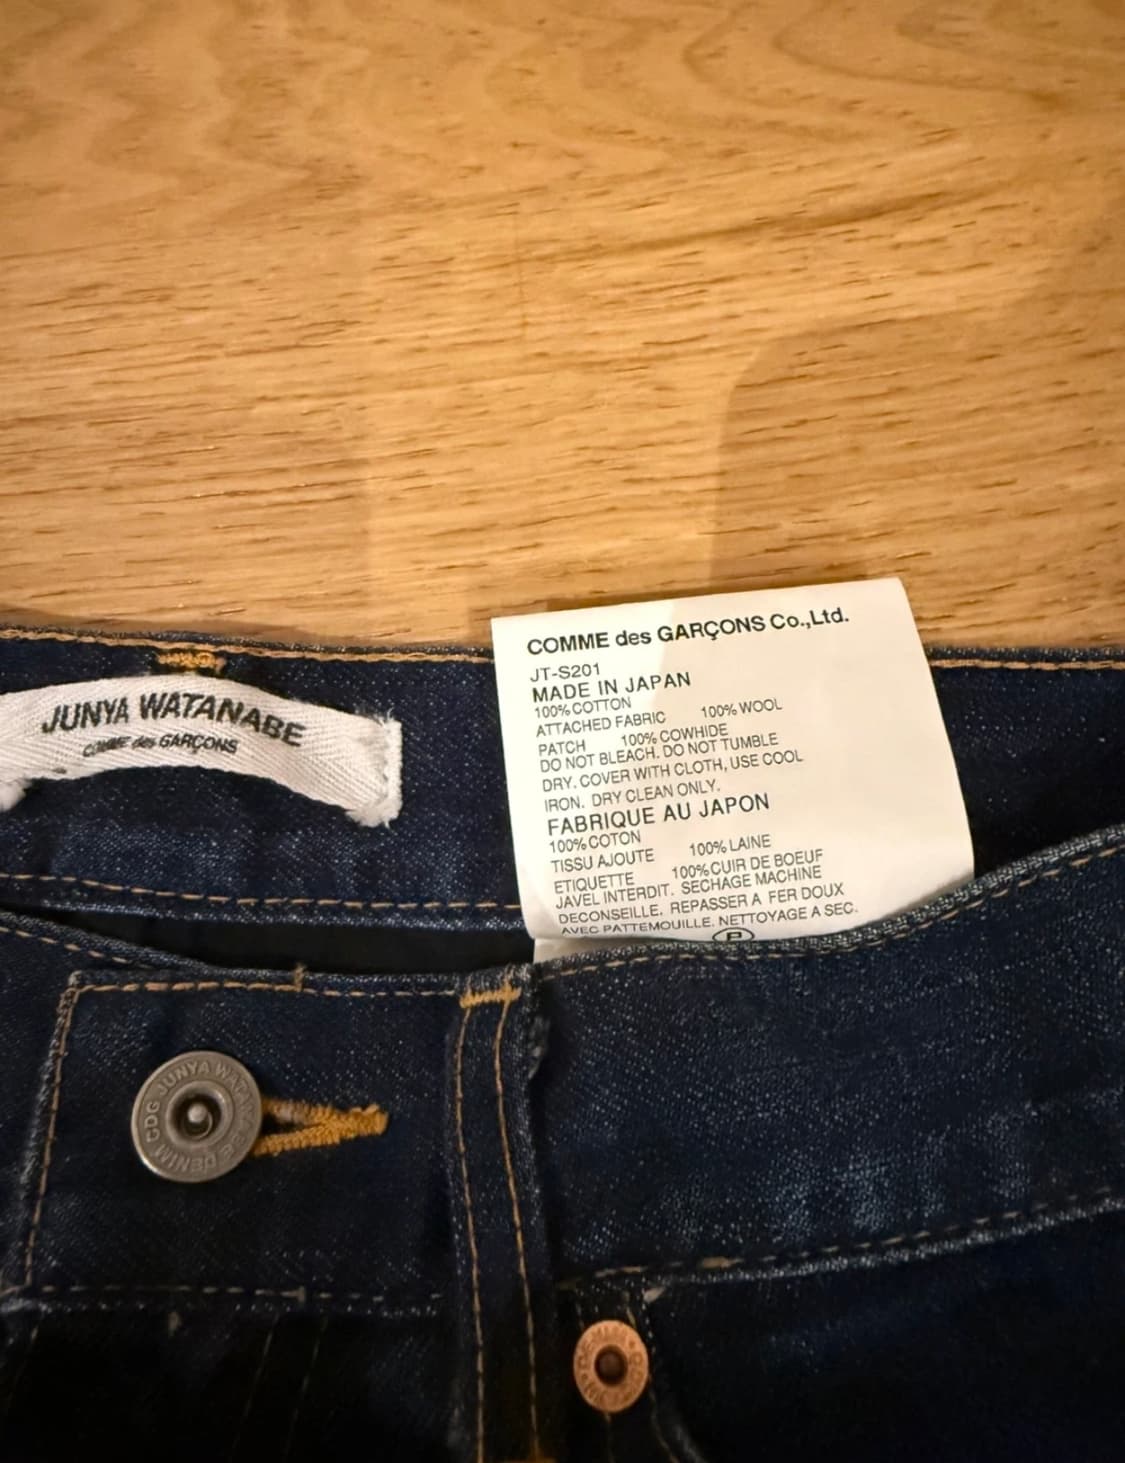 JUNYA WATANABE
COMME des GARÇONS
COMME des GARÇONS Co.,Ltd.
JT-S201
MADE IN JAPAN
100% COTTON
ATTACHED FABRIC 100% WOOL
PATCH 100% COWHIDE
DO NOT BLEACH. DO NOT TUMBLE
DRY. COVER WITH CLOTH, USE COOL
IRON. DRY CLEAN ONLY.
FABRIQUE AU JAPON
100% COTON
TISSU AJOUTE 100% LAINE
ETIQUETTE 100% CUIR DE BOEUF
JAVEL INTERDIT. SECHAGE MACHINE
DECONSEILLE. REPASSER A FER DOUX
AVEC PATTEMOUILLE. NETTOYAGE A SEC.
P
JUNYA WATANABE DENIM CDG